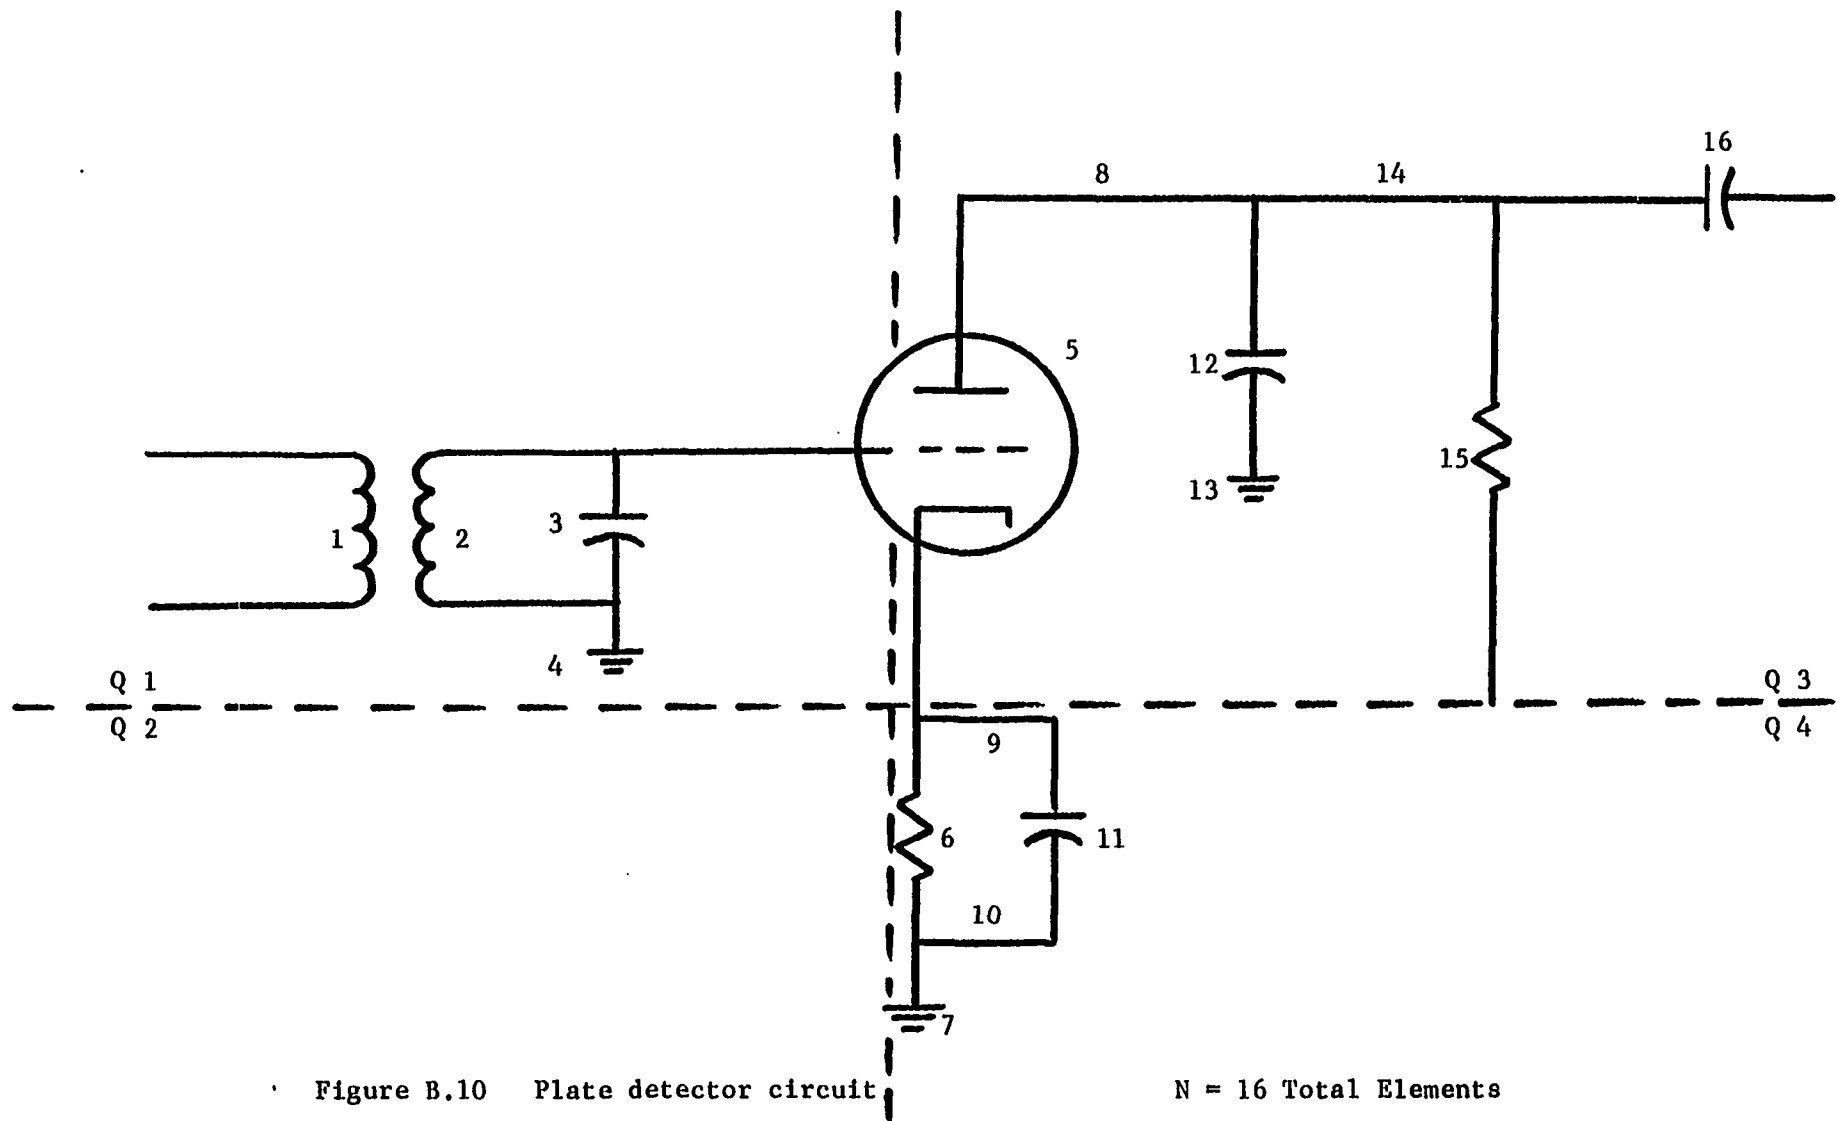 16
8 14
5
12
15
13
1 2 3
4
Q 1 Q 3
Q 2 Q 4
9
6 11
10
7
Figure B.10 Plate detector circuit N = 16 Total Elements